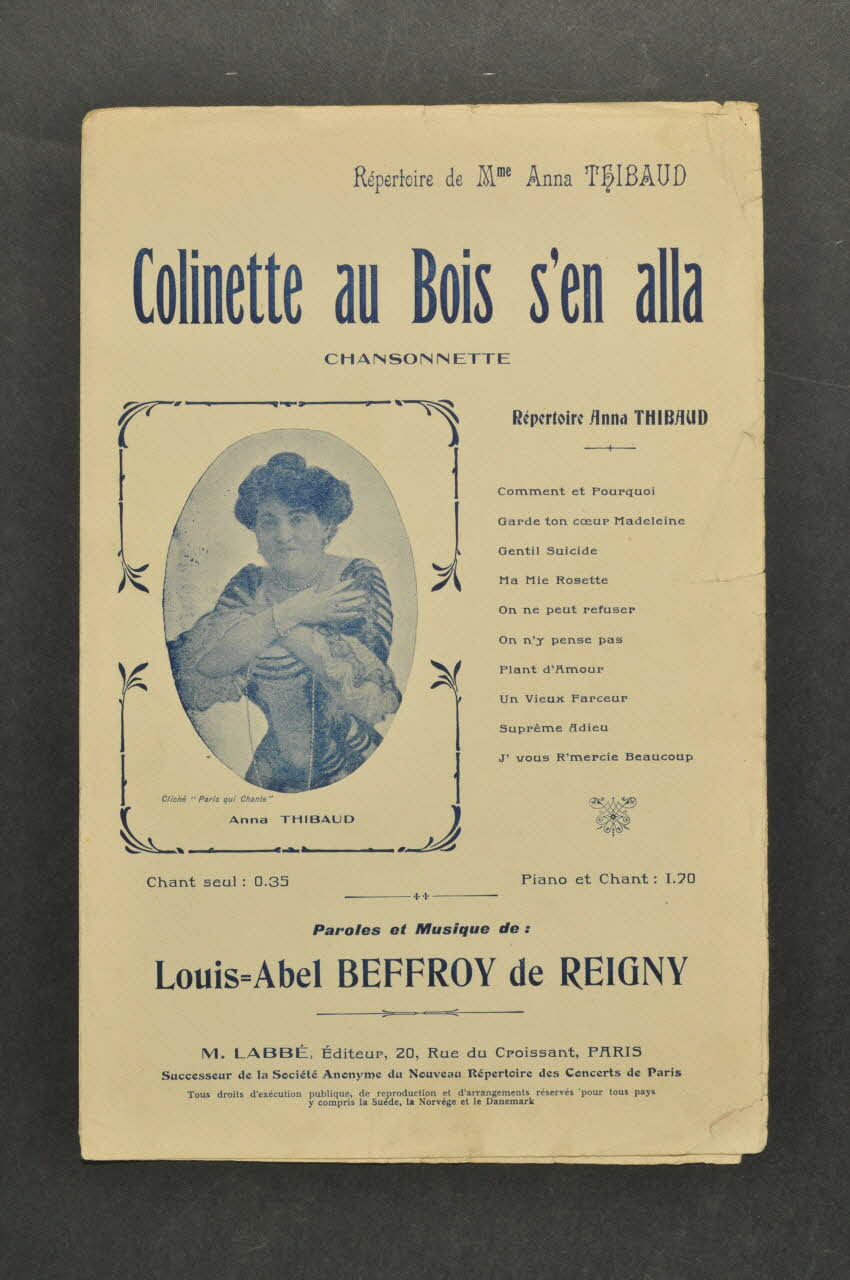 Répertoire de Mme Anna THIBAUD
Colinette au Bois s'en alla
CHANSONNETTE
Répertoire Anna THIBAUD
Comment et Pourquoi
Garde ton cœur Madeleine
Gentil Suicide
Ma Mie Rosette
On ne peut refuser
On n'y pense pas
Plant d'Amour
Un Vieux Farceur
Suprême Adieu
J' vous R'mercie Beaucoup
Cliché "Paris qui Chante"
Anna THIBAUD
Chant seul : 0.35
Piano et Chant : 1.70
Paroles et Musique de :
Louis=Abel BEFFROY de REIGNY
M. LABBÉ, Éditeur, 20, Rue du Croissant, PARIS
Successeur de la Société Anonyme du Nouveau Répertoire des Concerts de Paris
Tous droits d'exécution publique, de reproduction et d'arrangements réservés pour tous pays
y compris la Suède, la Norvège et le Danemark